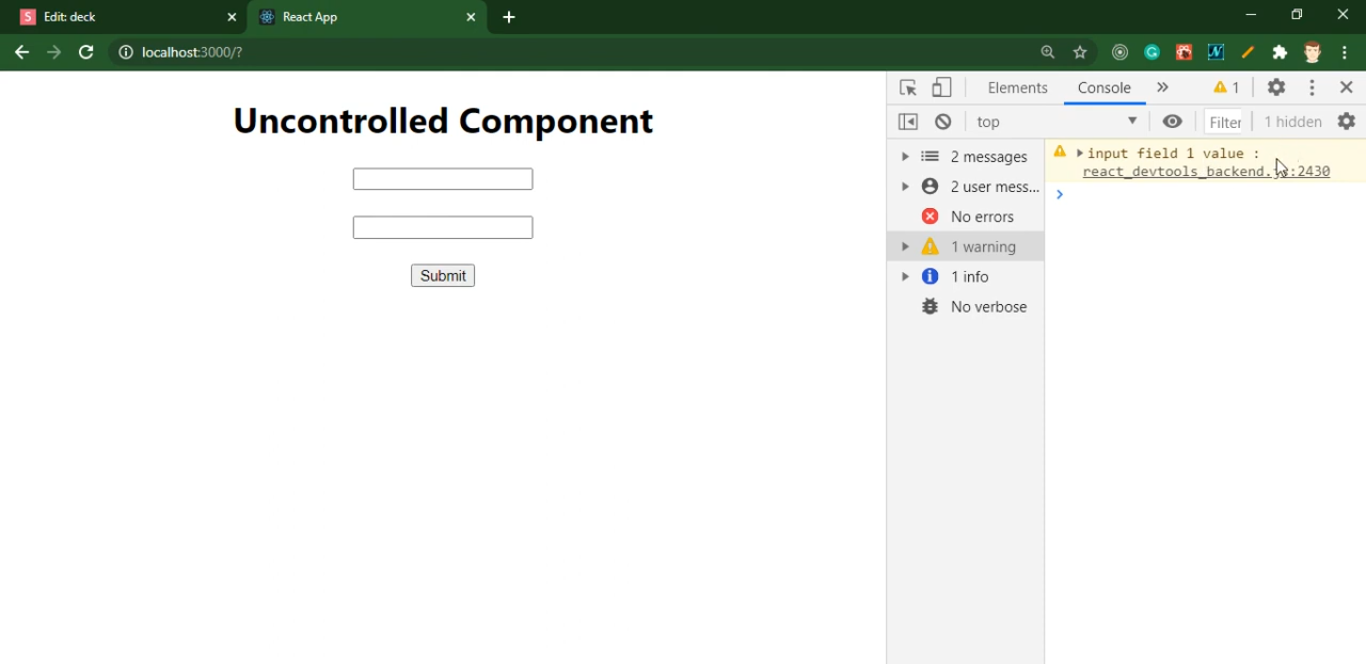 Edit: deck
React App
localhost:3000/?
Elements
Console
1
top
Filter
1 hidden
Uncontrolled Component
Submit
2 messages
2 user mess...
No errors
1 warning
1 info
No verbose
input field 1 value :
react_devtools_backend.js:2430